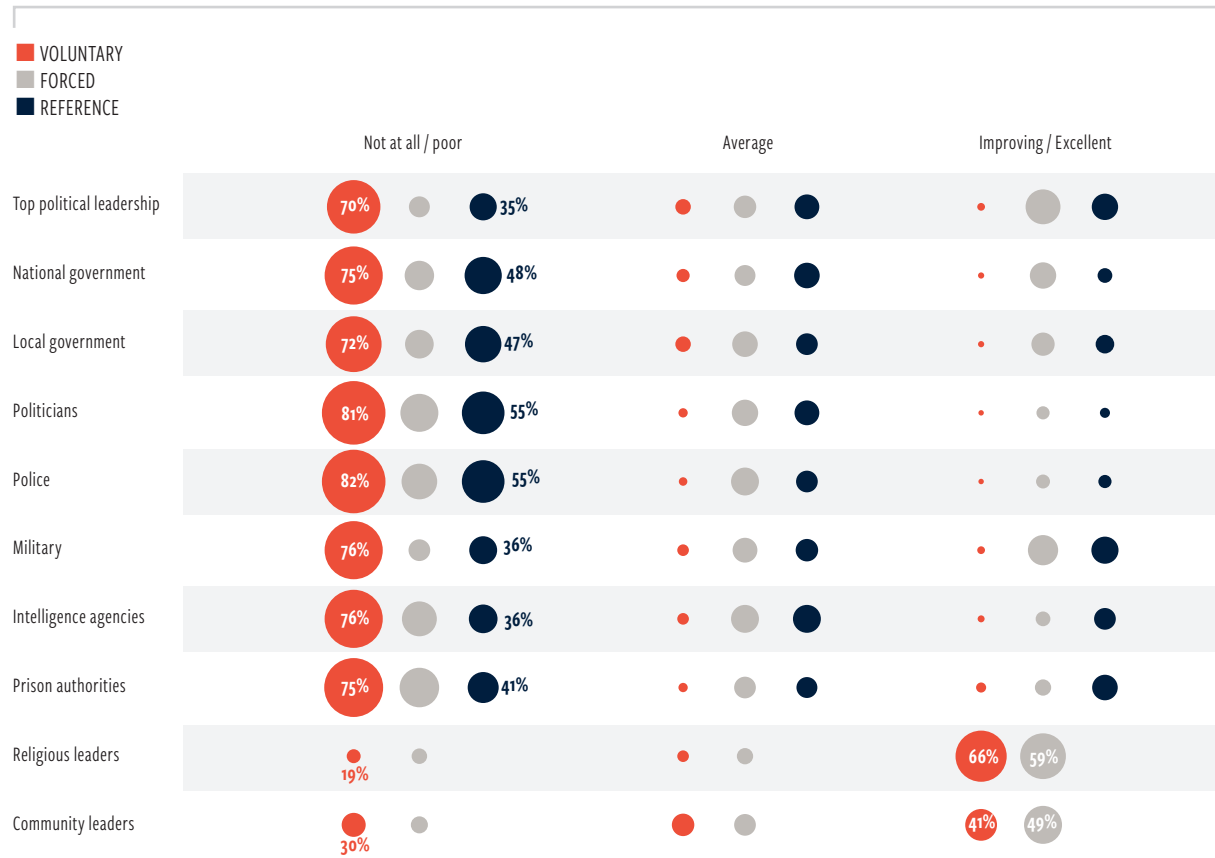 VOLUNTARY
FORCED
REFERENCE
Not at all / poor Average Improving / Excellent
Top political leadership 70% 35%
National government 75% 48%
Local government 72% 47%
Politicians 81% 55%
Police 82% 55%
Military 76% 36%
Intelligence agencies 76% 36%
Prison authorities 75% 41%
Religious leaders 19% 66% 59%
Community leaders 30% 41% 49%